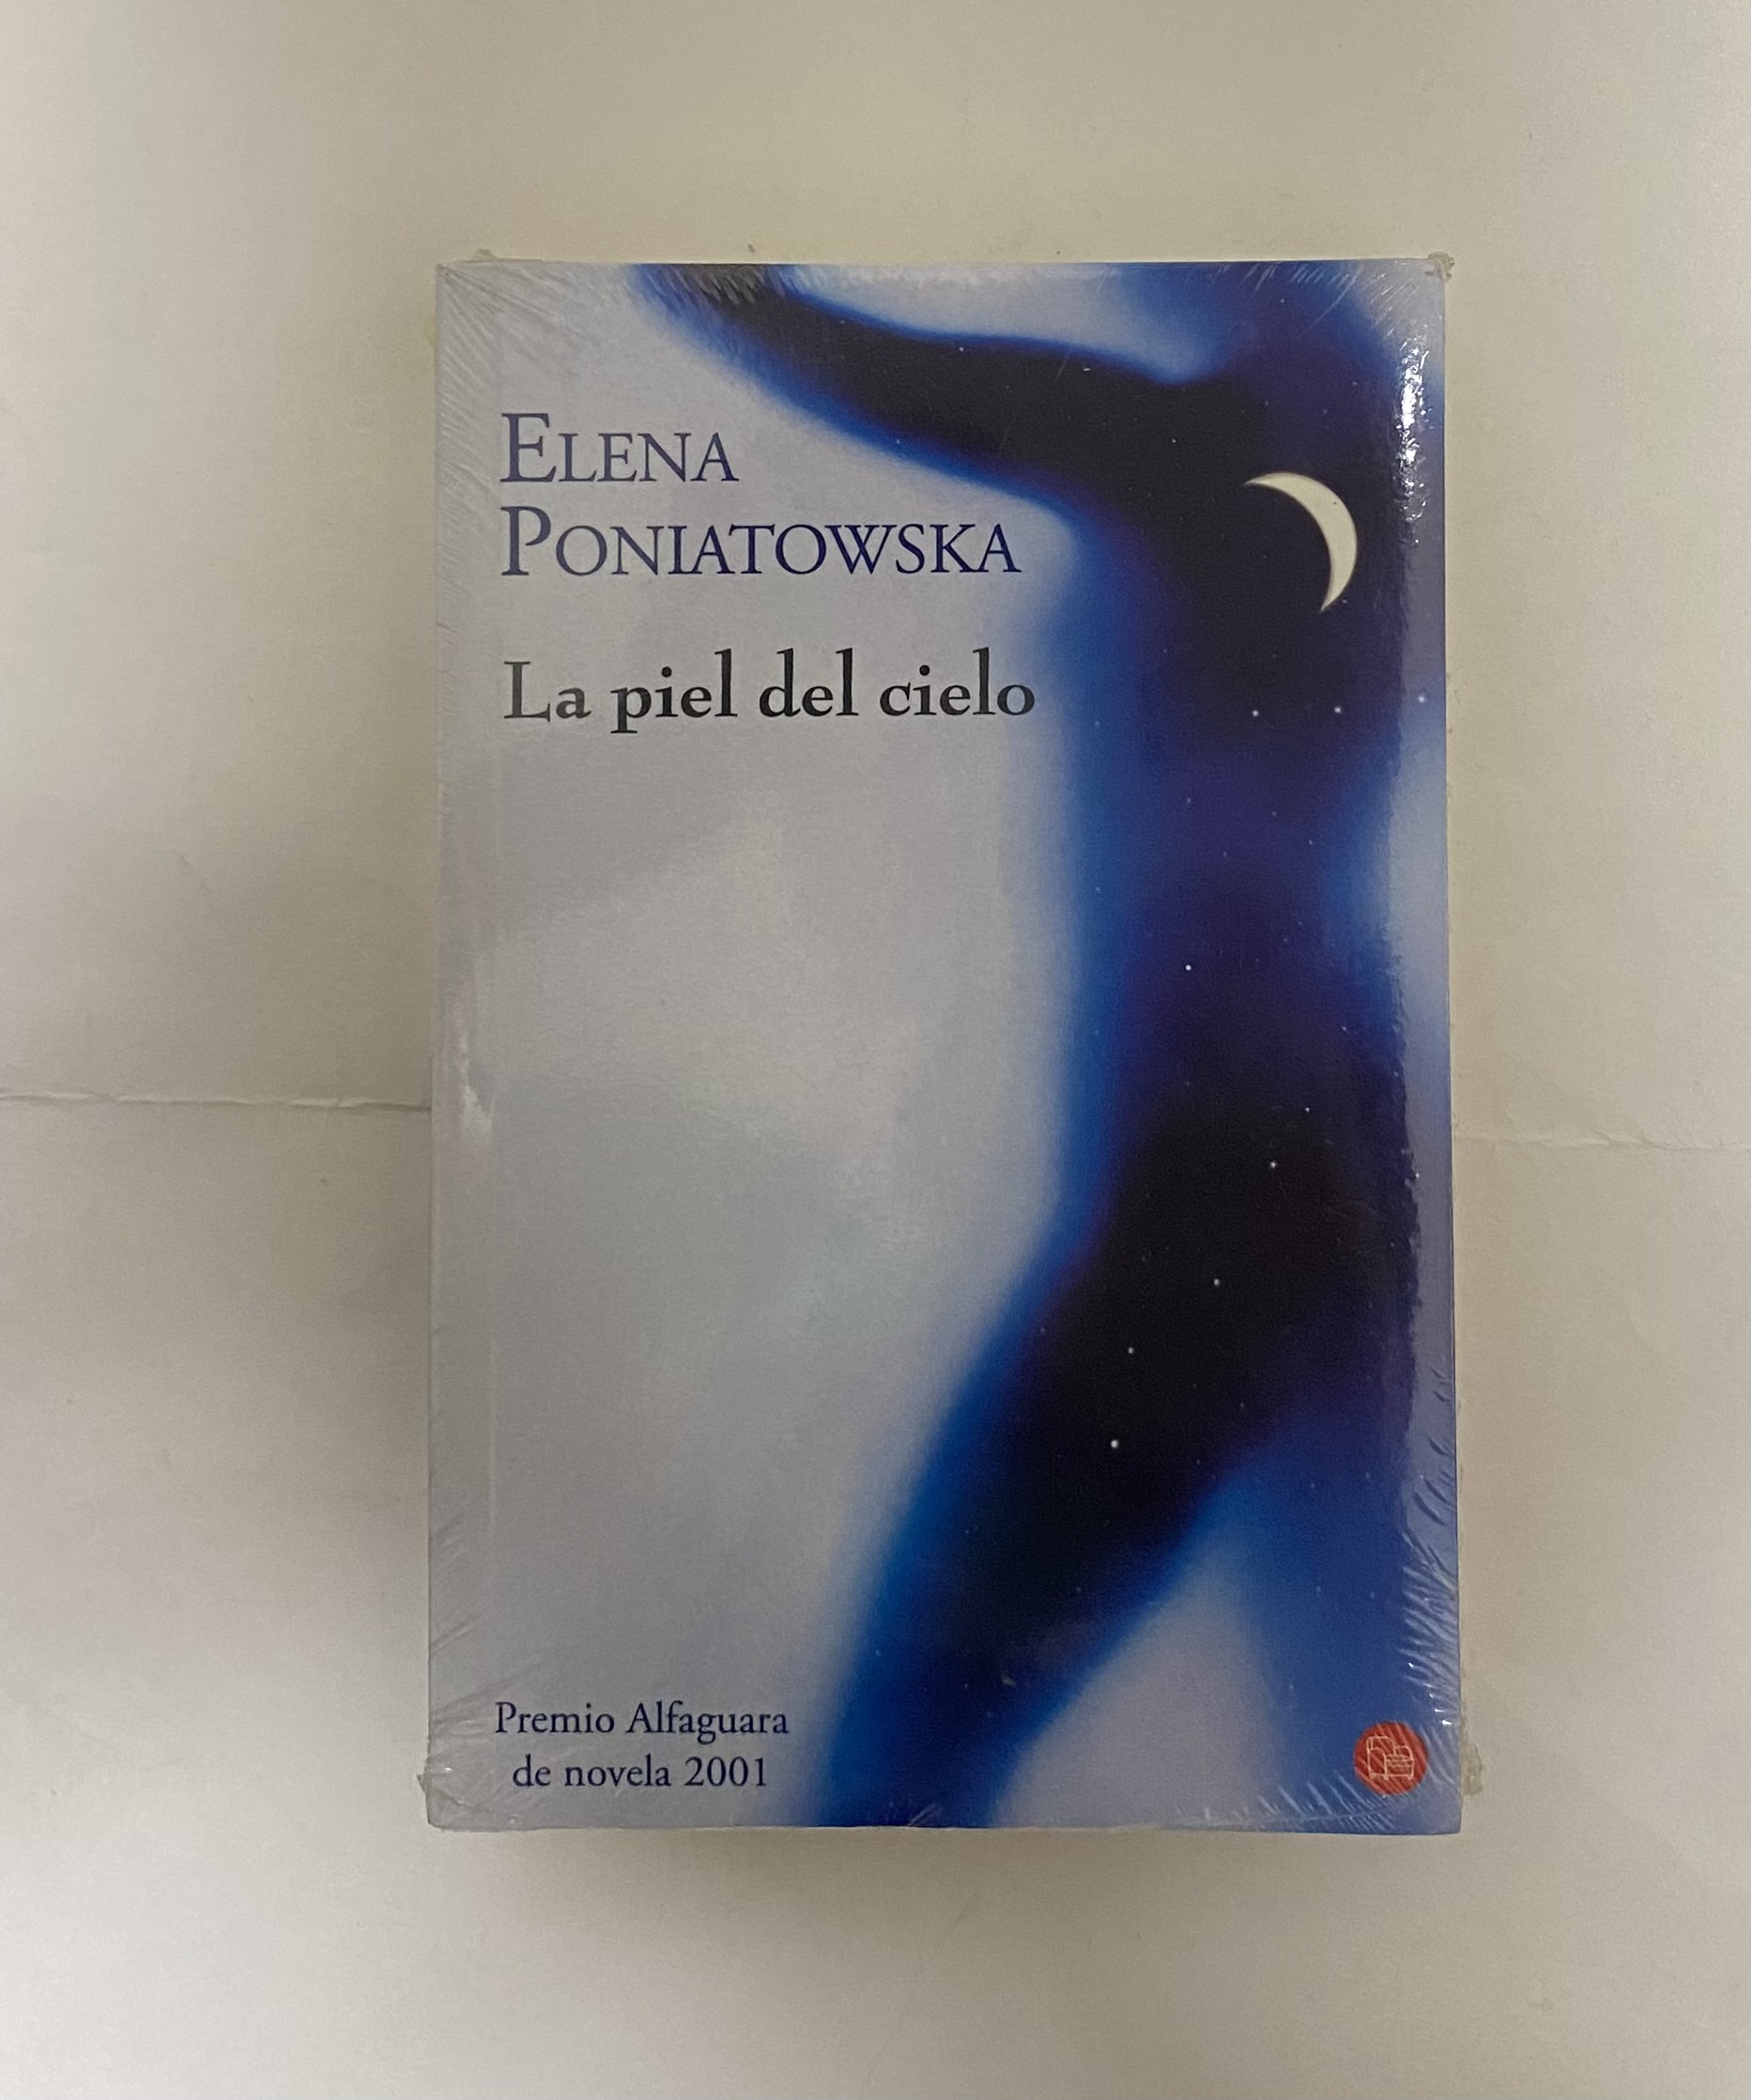 ELENA
PONIATOWSKA
La piel del cielo
Premio Alfaguara
de novela 2001